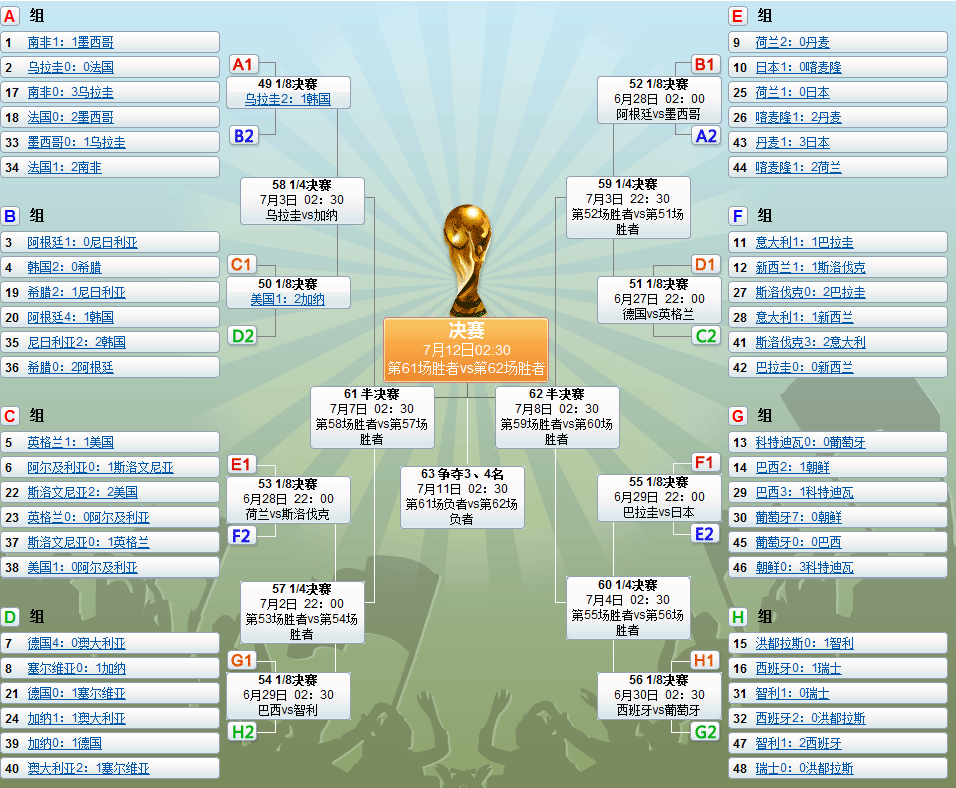 A 组
1 南非1：1墨西哥
2 乌拉圭0：0法国
17 南非0：3乌拉圭
18 法国0：2墨西哥
33 墨西哥0：1乌拉圭
34 法国1：2南非
B 组
3 阿根廷1：0尼日利亚
4 韩国2：0希腊
19 希腊2：1尼日利亚
20 阿根廷4：1韩国
35 尼日利亚2：2韩国
36 希腊0：2阿根廷
C 组
5 英格兰1：1美国
6 阿尔及利亚0：1斯洛文尼亚
22 斯洛文尼亚2：2美国
23 英格兰0：0阿尔及利亚
37 斯洛文尼亚0：1英格兰
38 美国1：0阿尔及利亚
D 组
7 德国4：0澳大利亚
8 塞尔维亚0：1加纳
21 德国0：1塞尔维亚
24 加纳1：1澳大利亚
39 加纳0：1德国
40 澳大利亚2：1塞尔维亚
A1
49 1/8决赛
乌拉圭2：1韩国
B2
58 1/4决赛
7月3日 02：30
乌拉圭vs加纳
C1
50 1/8决赛
美国1：2加纳
D2
61 半决赛
7月7日 02：30
第58场胜者vs第57场
胜者
E1
53 1/8决赛
6月28日 22：00
荷兰vs斯洛伐克
F2
57 1/4决赛
7月2日 22：00
第53场胜者vs第54场
胜者
G1
54 1/8决赛
6月29日 02：30
巴西vs智利
H2
决赛
7月12日02:30
第61场胜者vs第62场胜者
63 争夺3、4名
7月11日 02：30
第61场负者vs第62场
负者
B1
52 1/8决赛
6月28日 02：00
阿根廷vs墨西哥
A2
59 1/4决赛
7月3日 22：30
第52场胜者vs第51场
胜者
D1
51 1/8决赛
6月27日 22：00
德国vs英格兰
C2
62 半决赛
7月8日 02：30
第59场胜者vs第60场
胜者
F1
55 1/8决赛
6月29日 22：00
巴拉圭vs日本
E2
60 1/4决赛
7月4日 02：30
第55场胜者vs第56场
胜者
H1
56 1/8决赛
6月30日 02：30
西班牙vs葡萄牙
G2
E 组
9 荷兰2：0丹麦
10 日本1：0喀麦隆
25 荷兰1：0日本
26 喀麦隆1：2丹麦
43 丹麦1：3日本
44 喀麦隆1：2荷兰
F 组
11 意大利1：1巴拉圭
12 新西兰1：1斯洛伐克
27 斯洛伐克0：2巴拉圭
28 意大利1：1新西兰
41 斯洛伐克3：2意大利
42 巴拉圭0：0新西兰
G 组
13 科特迪瓦0：0葡萄牙
14 巴西2：1朝鲜
29 巴西3：1科特迪瓦
30 葡萄牙7：0朝鲜
45 葡萄牙0：0巴西
46 朝鲜0：3科特迪瓦
H 组
15 洪都拉斯0：1智利
16 西班牙0：1瑞士
31 智利1：0瑞士
32 西班牙2：0洪都拉斯
47 智利1：2西班牙
48 瑞士0：0洪都拉斯